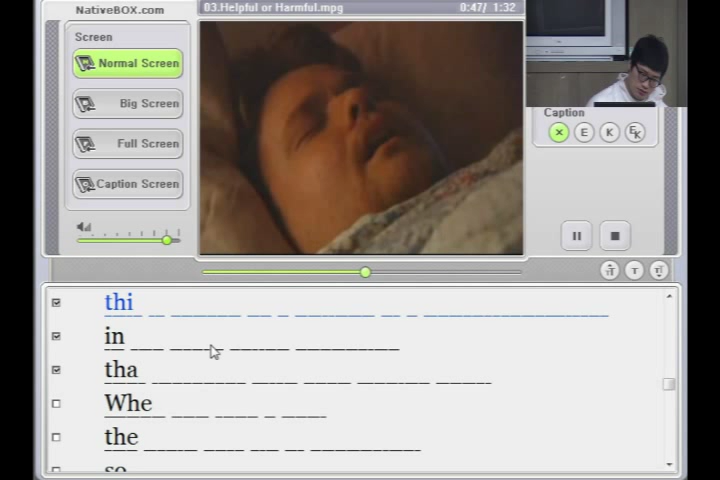 NativeBOX.com
03.Helpful or Harmful.mpg
0:47/ 1:32
Screen
Normal Screen
Big Screen
Full Screen
Caption Screen
Caption
X E K EK
T T T
thi
in
tha
Whe
the
so